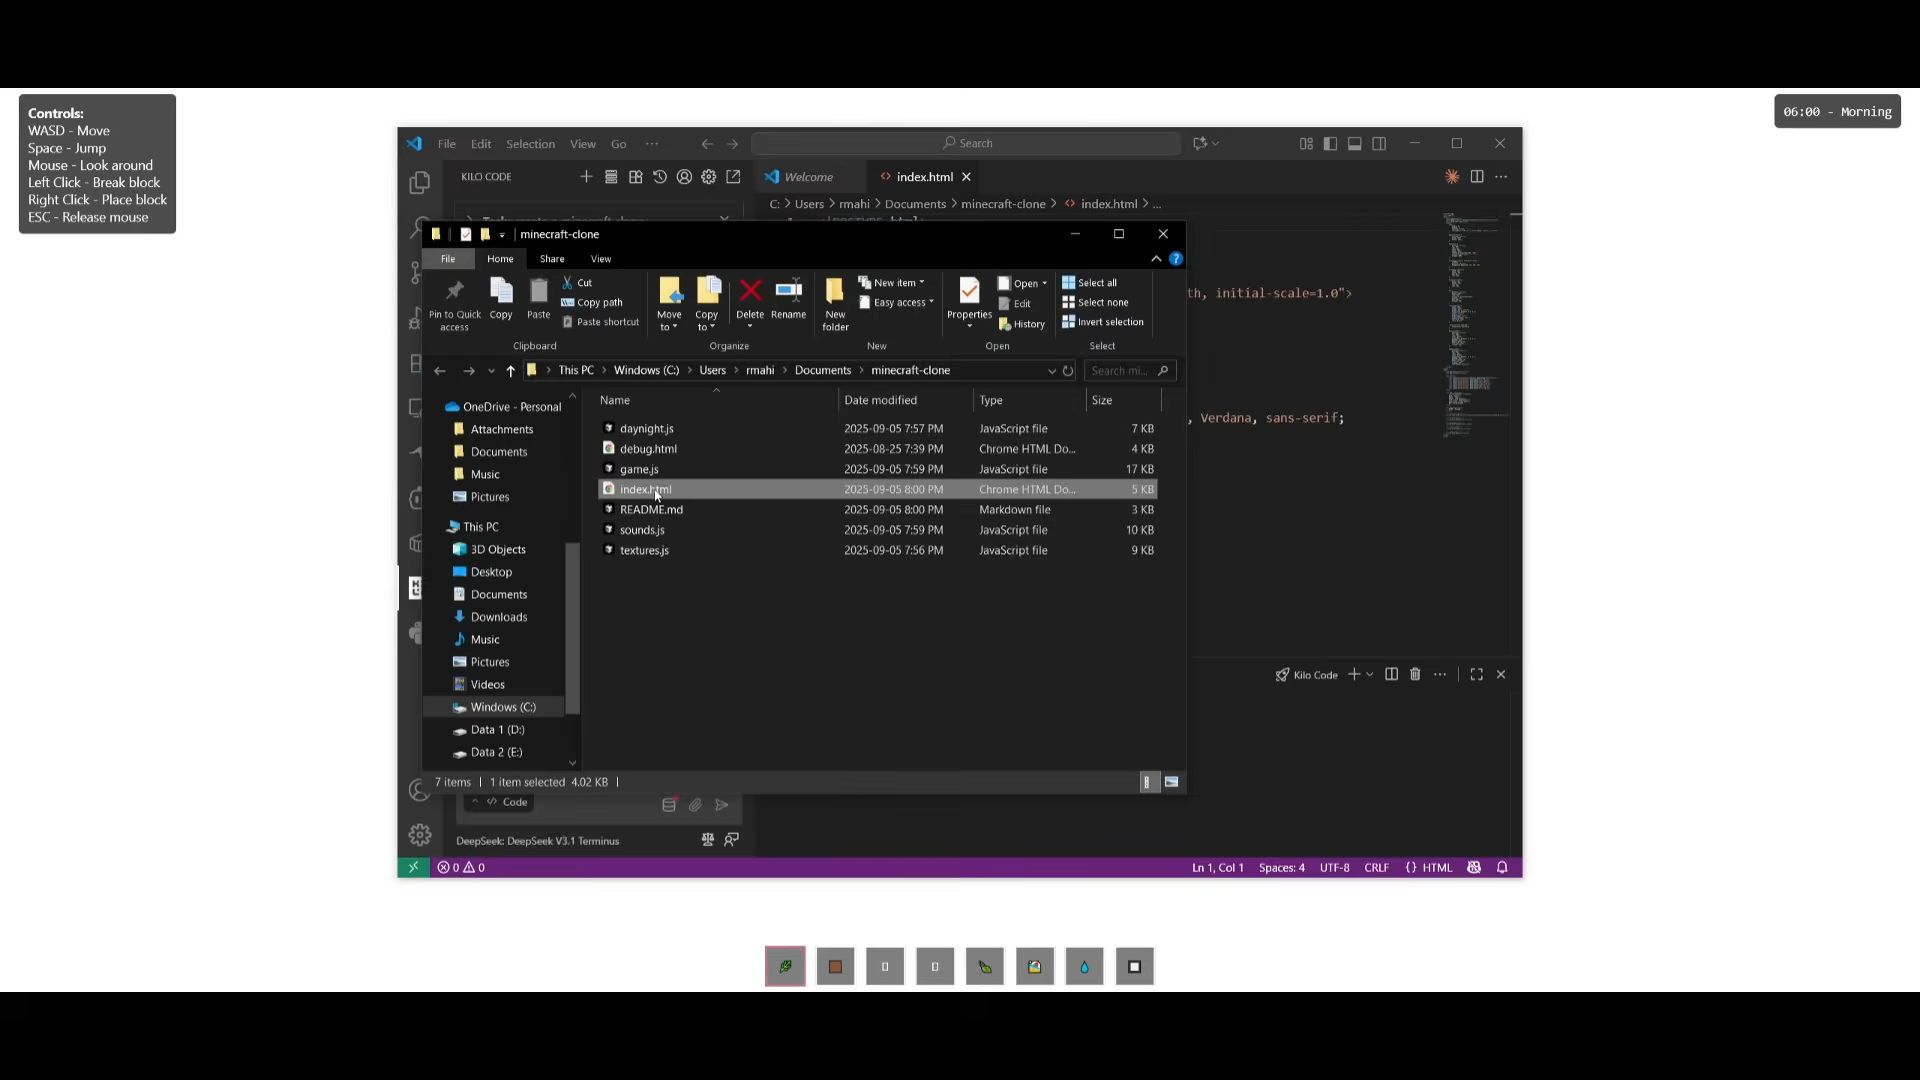 Controls:
WASD - Move
Space - Jump
Mouse - Look around
Left Click - Break block
Right Click - Place block
ESC - Release mouse
06:00 - Morning
File Edit Selection View Go ··· Search
KILO CODE
Welcome
index.html
C: > Users > rmahi > Documents > minecraft-clone > index.html > ...
minecraft-clone
File Home Share View
Pin to Quick access
Copy
Paste
Cut
Copy path
Paste shortcut
Clipboard
Move to
Copy to
Delete
Rename
Organize
New folder
New item
Easy access
New
Properties
Open
Edit
History
Open
Select all
Select none
Invert selection
Select
This PC > Windows (C:) > Users > rmahi > Documents > minecraft-clone
Search mi...
th, initial-scale=1.0">
, Verdana, sans-serif;
OneDrive - Personal
Attachments
Documents
Music
Pictures
This PC
3D Objects
Desktop
Documents
Downloads
Music
Pictures
Videos
Windows (C:)
Data 1 (D:)
Data 2 (E:)
Name Date modified Type Size
daynight.js 2025-09-05 7:57 PM JavaScript file 7 KB
debug.html 2025-08-25 7:39 PM Chrome HTML Do... 4 KB
game.js 2025-09-05 7:59 PM JavaScript file 17 KB
index.html 2025-09-05 8:00 PM Chrome HTML Do... 5 KB
README.md 2025-09-05 8:00 PM Markdown file 3 KB
sounds.js 2025-09-05 7:59 PM JavaScript file 10 KB
textures.js 2025-09-05 7:56 PM JavaScript file 9 KB
7 items 1 item selected 4.02 KB
Kilo Code
Code
DeepSeek: DeepSeek V3.1 Terminus
0 0
Ln 1, Col 1 Spaces: 4 UTF-8 CRLF {} HTML